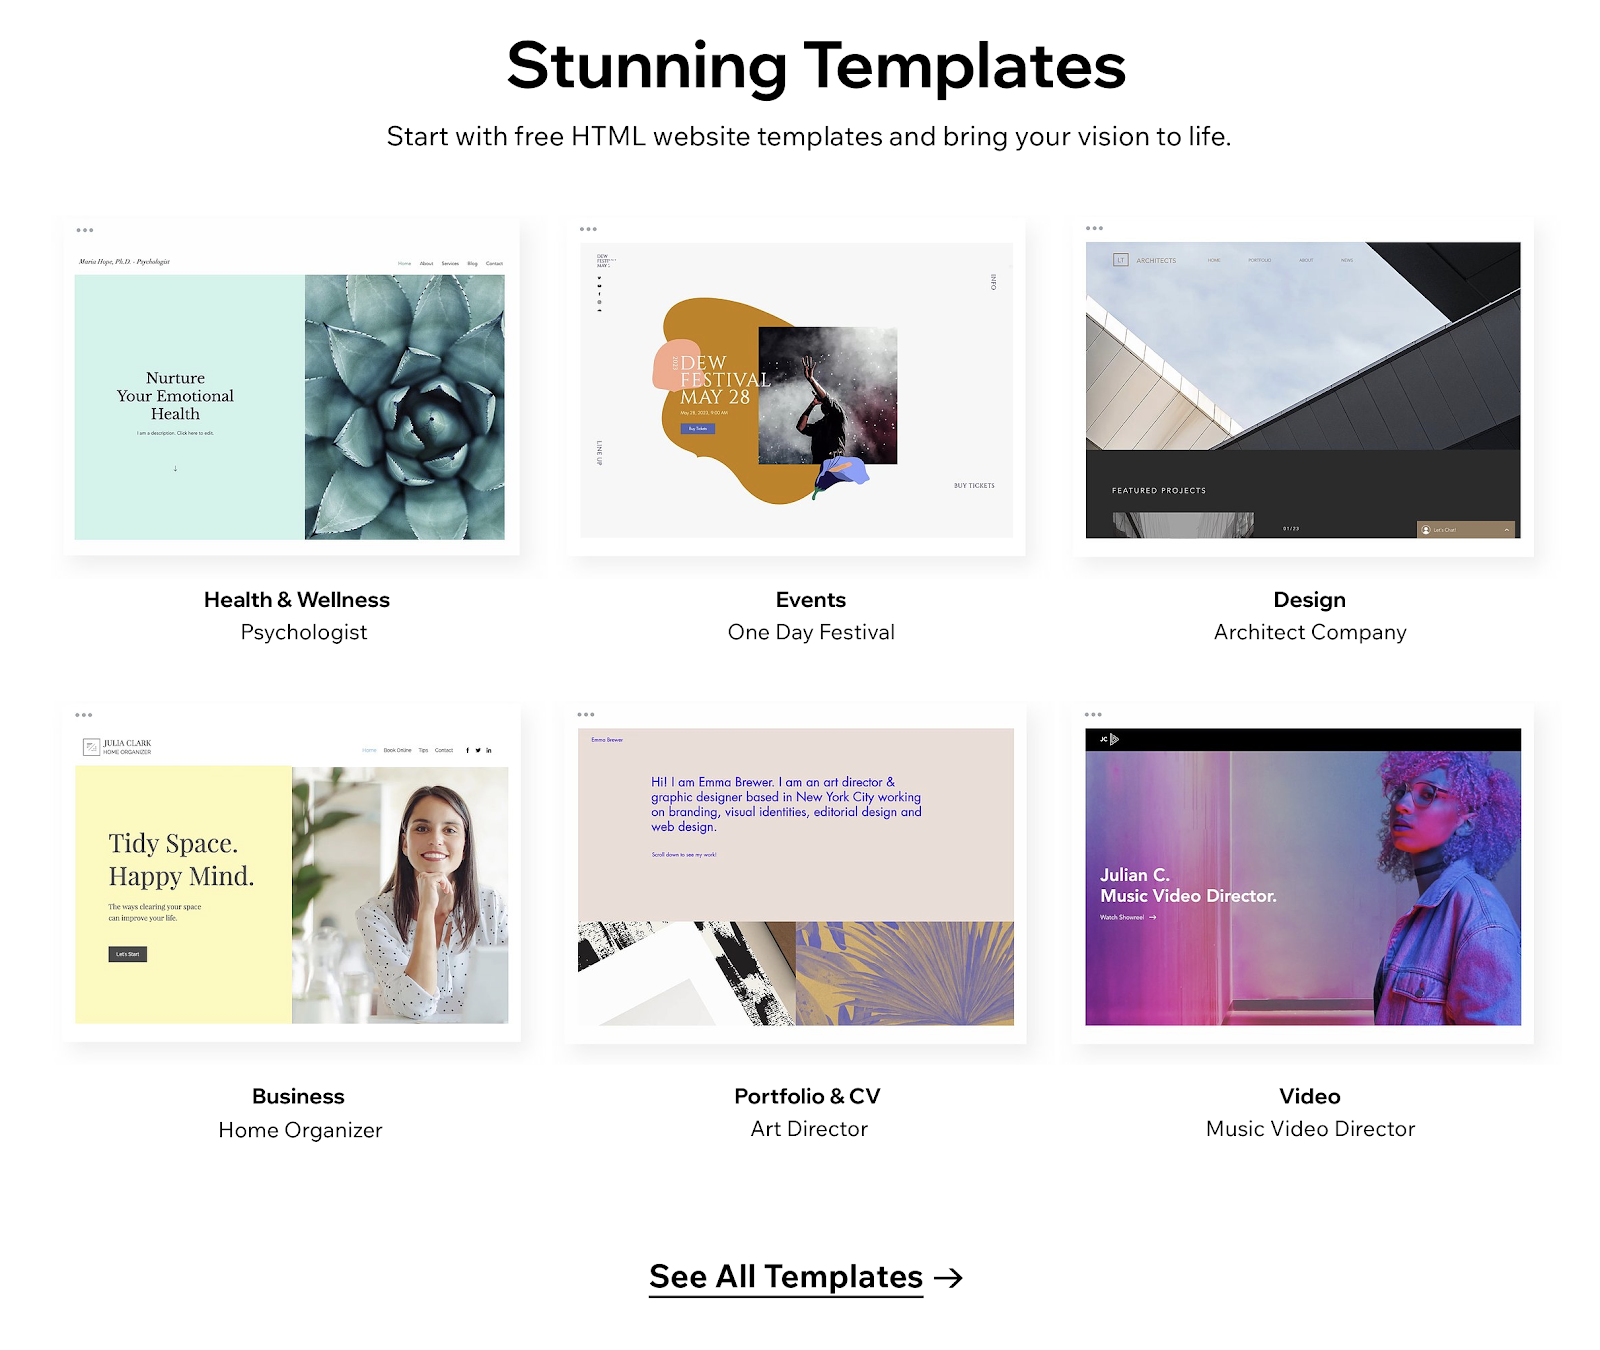 Stunning Templates
Start with free HTML website templates and bring your vision to life.
Maria Hope, Ph.D. - Psychologist
Home About Services Blog Contact
Nurture
Your Emotional
Health
I am a description. Click here to edit.
↓
Health & Wellness
Psychologist
DEW
MAY
INFO
2023
DEW
FESTIVAL
MAY 28
May 28, 2023, 9:00 AM
Buy Tickets
LINE UP
BUY TICKETS
Events
One Day Festival
LT ARCHITECTS HOME PORTFOLIO ABOUT NEWS
FEATURED PROJECTS
01/23
Let's Chat!
Design
Architect Company
JULIA CLARK
HOME ORGANIZER
Home Book Online Tips Contact
Tidy Space.
Happy Mind.
The ways clearing your space
can improve your life.
Let's Start
Business
Home Organizer
Emma Brewer
Hi! I am Emma Brewer. I am an art director &
graphic designer based in New York City working
on branding, visual identities, editorial design and
web design.
Scroll down to see my work!
Portfolio & CV
Art Director
JC
Julian C.
Music Video Director.
Watch Showreel →
Video
Music Video Director
See All Templates →